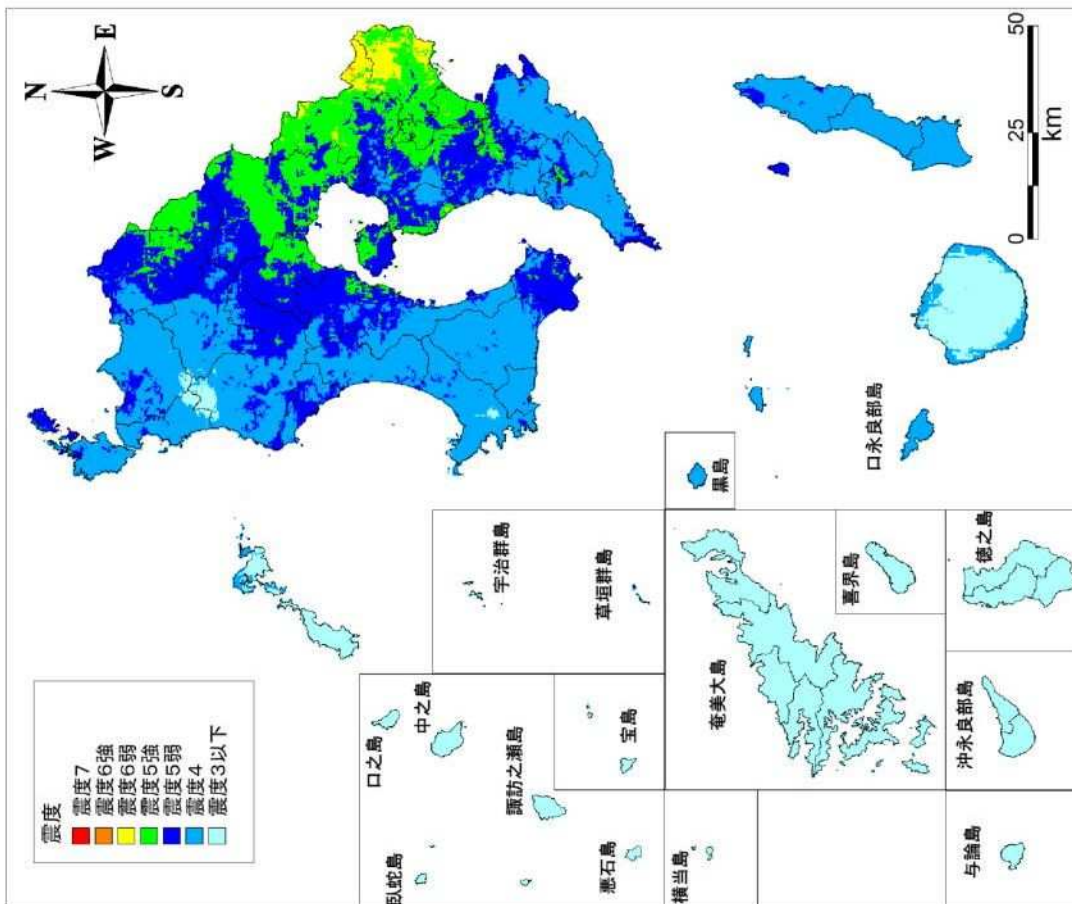 震度
震度7
震度6強
震度6弱
震度5強
震度5弱
震度4
震度3以下
N
W
E
S
口之島
中之島
臥蛇島
諏訪之瀬島
悪石島
宝島
横当島
宇治群島
草垣群島
黒島
口永良部島
奄美大島
喜界島
徳之島
沖永良部島
与論島
0
25
50
km